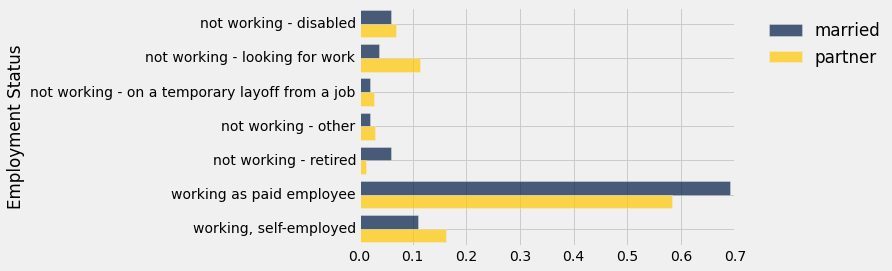 Employment Status
not working - disabled
not working - looking for work
not working - on a temporary layoff from a job
not working - other
not working - retired
working as paid employee
working, self-employed
0.0 0.1 0.2 0.3 0.4 0.5 0.6 0.7
married
partner